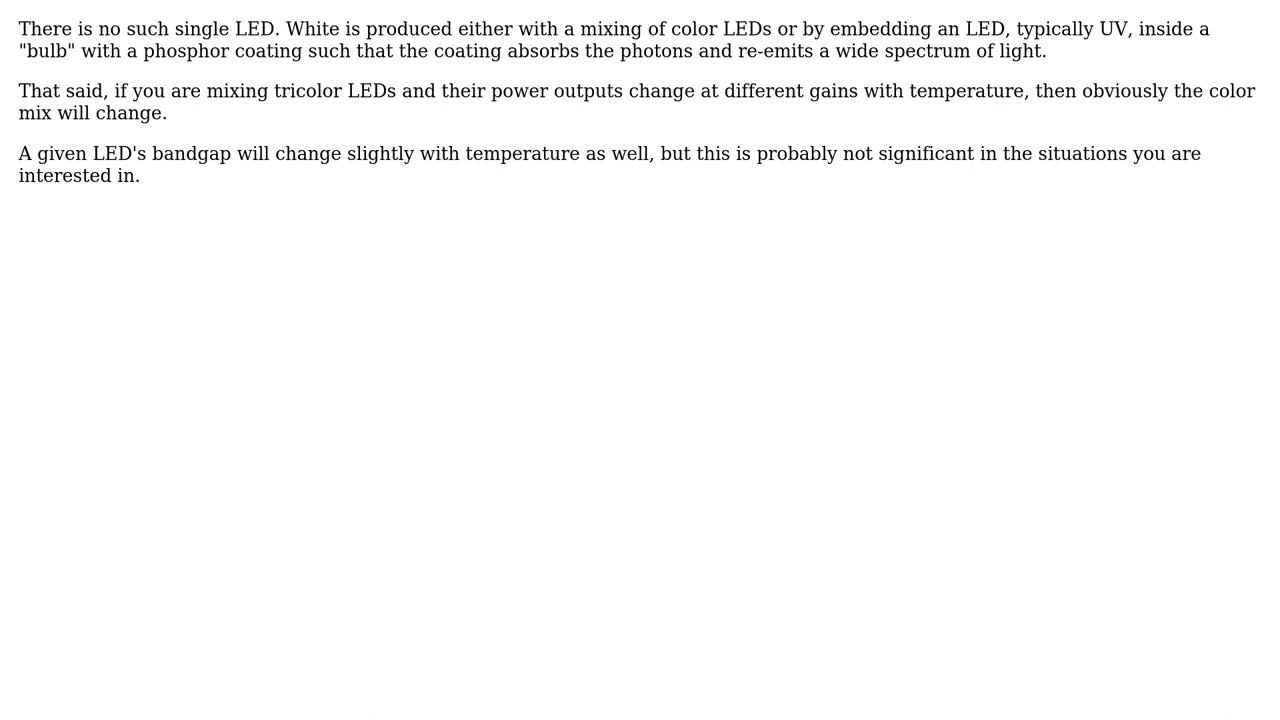 There is no such single LED. White is produced either with a mixing of color LEDs or by embedding an LED, typically UV, inside a
"bulb" with a phosphor coating such that the coating absorbs the photons and re-emits a wide spectrum of light.
That said, if you are mixing tricolor LEDs and their power outputs change at different gains with temperature, then obviously the color
mix will change.
A given LED's bandgap will change slightly with temperature as well, but this is probably not significant in the situations you are
interested in.